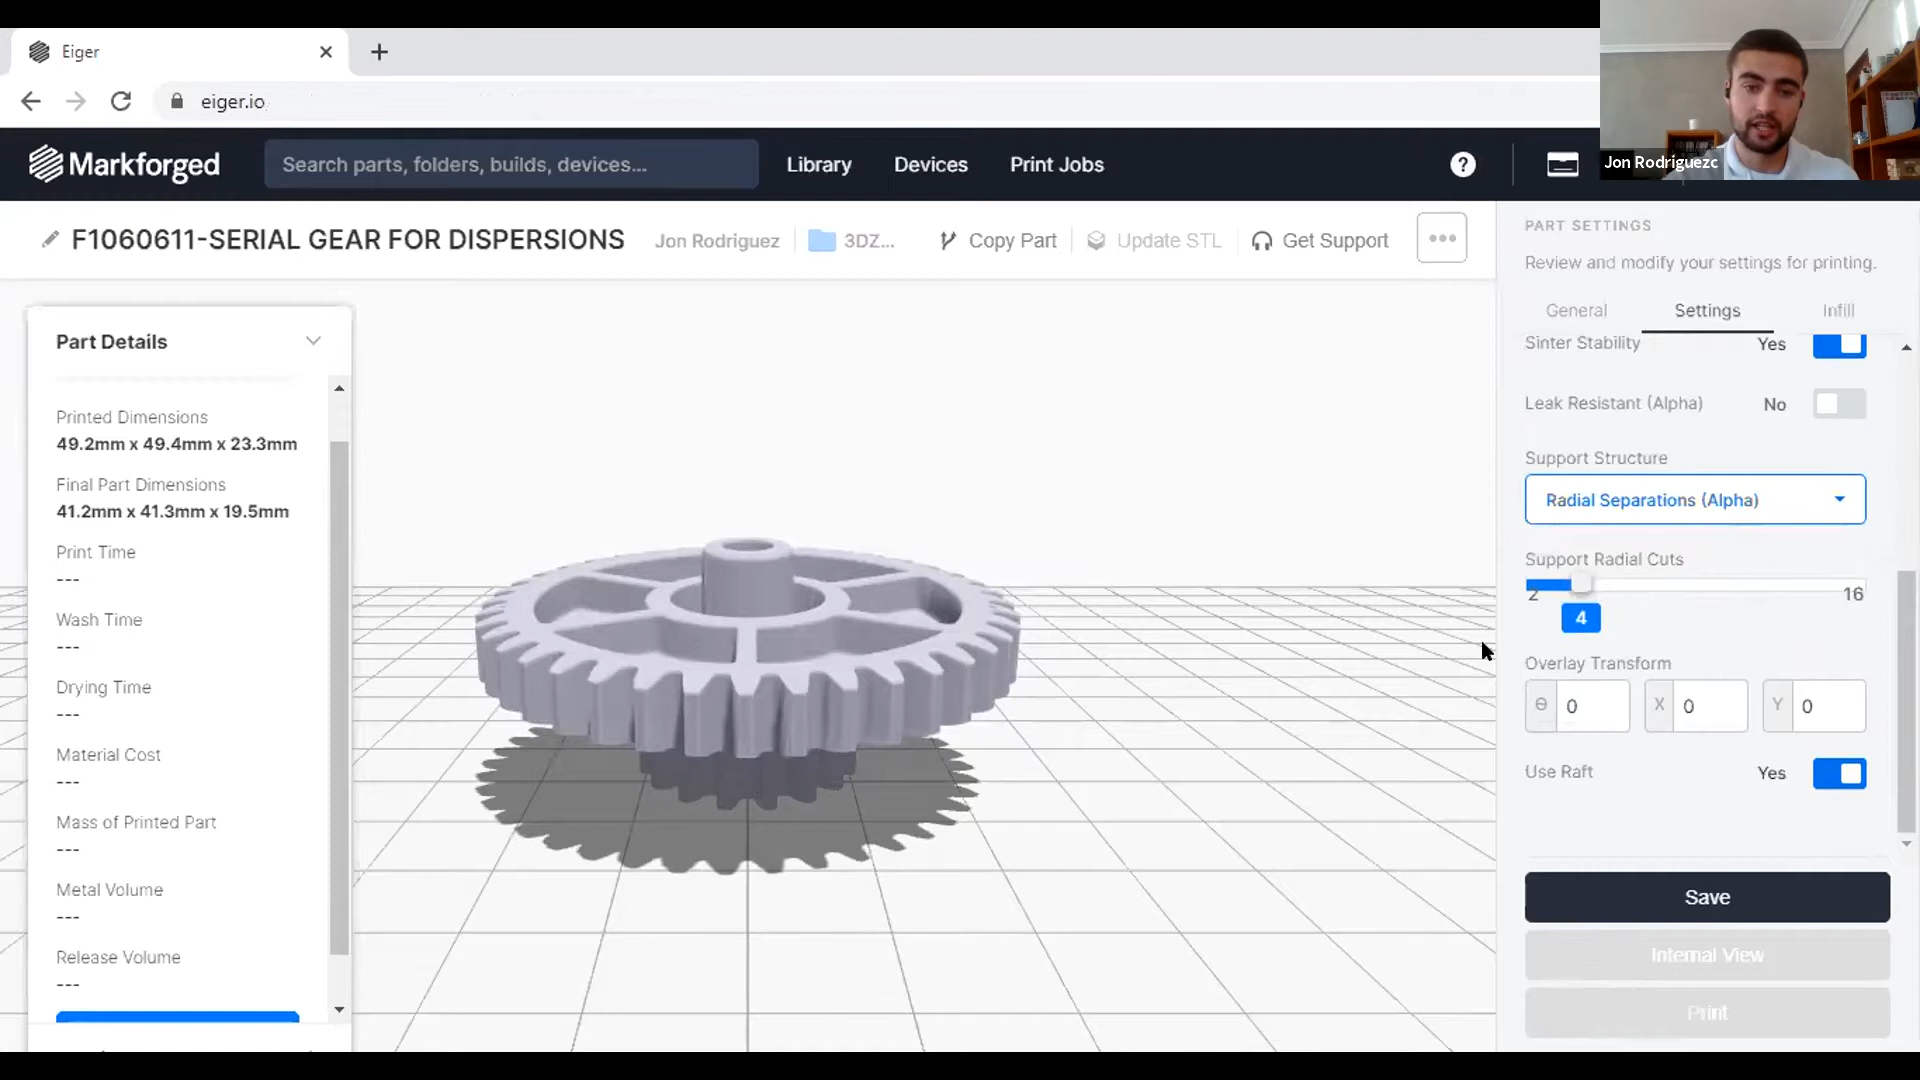 Eiger
eiger.io
Markforged
Search parts, folders, builds, devices...
Library
Devices
Print Jobs
?
Jon Rodriguezc
F1060611-SERIAL GEAR FOR DISPERSIONS
Jon Rodriguez
3DZ...
Copy Part
Update STL
Get Support
Part Details
Printed Dimensions
49.2mm x 49.4mm x 23.3mm
Final Part Dimensions
41.2mm x 41.3mm x 19.5mm
Print Time
---
Wash Time
---
Drying Time
---
Material Cost
---
Mass of Printed Part
---
Metal Volume
---
Release Volume
---
PART SETTINGS
Review and modify your settings for printing.
General Settings Infill
Sinter Stability Yes
Leak Resistant (Alpha) No
Support Structure
Radial Separations (Alpha)
Support Radial Cuts
2 16
4
Overlay Transform
Θ 0 X 0 Y 0
Use Raft Yes
Save
Internal View
Print